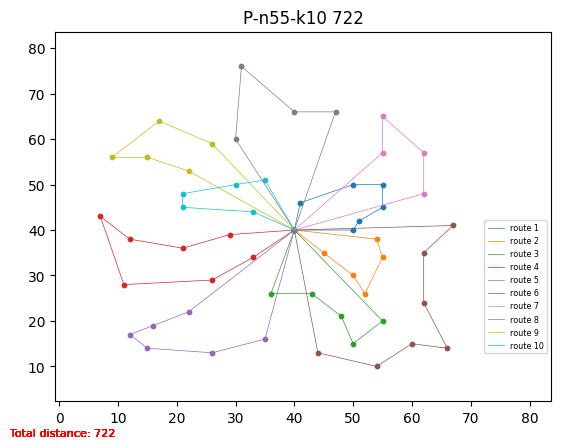 P-n55-k10 722
80
70
60
50
40
30
20
10
0 10 20 30 40 50 60 70 80
route 1
route 2
route 3
route 4
route 5
route 6
route 7
route 8
route 9
route 10
Total distance: 722